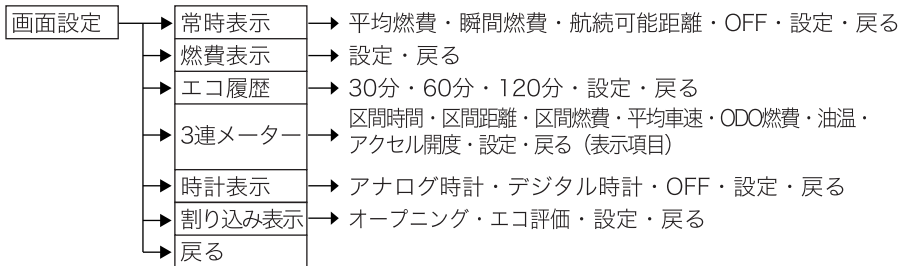 画面設定
常時表示 平均燃費・瞬間燃費・航続可能距離・OFF・設定・戻る
燃費表示 設定・戻る
エコ履歴 30分・60分・120分・設定・戻る
3連メーター 区間時間・区間距離・区間燃費・平均車速・ODO燃費・油温・
アクセル開度・設定・戻る（表示項目）
時計表示 アナログ時計・デジタル時計・OFF・設定・戻る
割り込み表示 オープニング・エコ評価・設定・戻る
戻る